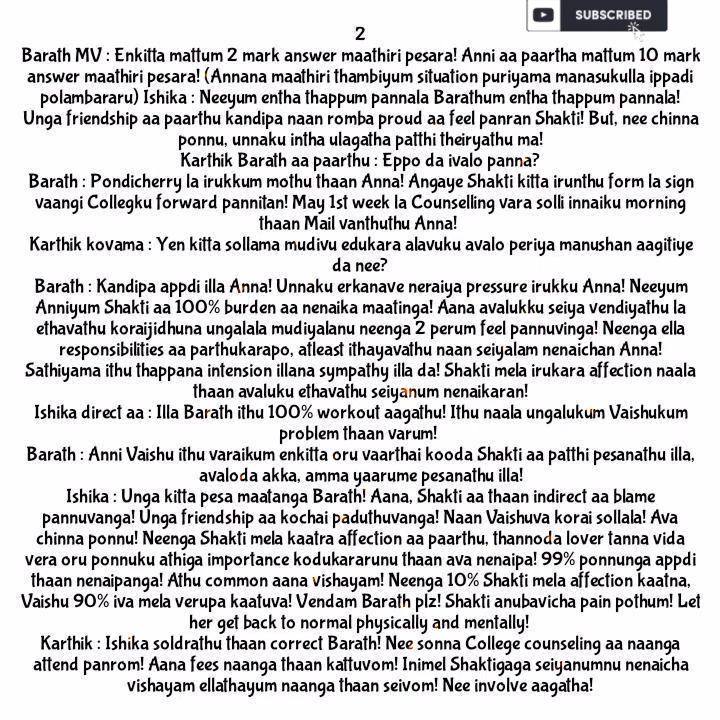 SUBSCRIBED
2
Barath MV : Enkitta mattum 2 mark answer maathiri pesara! Anni aa paartha mattum 10 mark
answer maathiri pesara! (Annana maathiri thambiyum situation puriyama manasukulla ippadi
polambararu) Ishika : Neeyum entha thappum pannala Barathum entha thappum pannala!
Unga friendship aa paarthu kandipa naan romba proud aa feel panran Shakti! But, nee chinna
ponnu, unnaku intha ulagatha patthi theiryathu ma!
Karthik Barath aa paarthu : Eppo da ivalo panna?
Barath : Pondicherry la irukkum mothu thaan Anna! Angaye Shakti kitta irunthu form la sign
vaangi Collegku forward pannitan! May 1st week la Counselling vara solli innaiku morning
thaan Mail vanthuthu Anna!
Karthik kovama : Yen kitta sollama mudivu edukara alavuku avalo periya manushan aagitiye
da nee?
Barath : Kandipa appdi illa Anna! Unnaku erkanave neraiya pressure irukku Anna! Neeyum
Anniyum Shakti aa 100% burden aa nenaika maatinga! Aana avalukku seiya vendiyathu la
ethavathu koraijidhuna ungalala mudiyalanu neenga 2 perum feel pannuvinga! Neenga ella
responsibilities aa parthukarapo, atleast ithayavathu naan seiyalam nenaichan Anna!
Sathiyama ithu thappana intension illana sympathy illa da! Shakti mela irukara affection naala
thaan avaluku ethavathu seiyanum nenaikaran!
Ishika direct aa : Illa Barath ithu 100% workout aagathu! Ithu naala ungalukum Vaishukum
problem thaan varum!
Barath : Anni Vaishu ithu varaikum enkitta oru vaarthai kooda Shakti aa patthi pesanathu illa,
avaloda akka, amma yaarume pesanathu illa!
Ishika : Unga kitta pesa maatanga Barath! Aana, Shakti aa thaan indirect aa blame
pannuvanga! Unga friendship aa kochai paduthuvanga! Naan Vaishuva korai sollala! Ava
chinna ponnu! Neenga Shakti mela kaatra affection aa paarthu, thannoda lover tanna vida
vera oru ponnuku athiga importance kodukararunu thaan ava nenaipa! 99% ponnunga appdi
thaan nenaipanga! Athu common aana vishayam! Neenga 10% Shakti mela affection kaatna,
Vaishu 90% iva mela verupa kaatuva! Vendam Barath plz! Shakti anubavicha pain pothum! Let
her get back to normal physically and mentally!
Karthik : Ishika soldrathu thaan correct Barath! Nee sonna College counseling aa naanga
attend panrom! Aana fees naanga thaan kattuvom! Inimel Shaktigaga seiyanumnu nenaicha
vishayam ellathayum naanga thaan seivom! Nee involve aagatha!